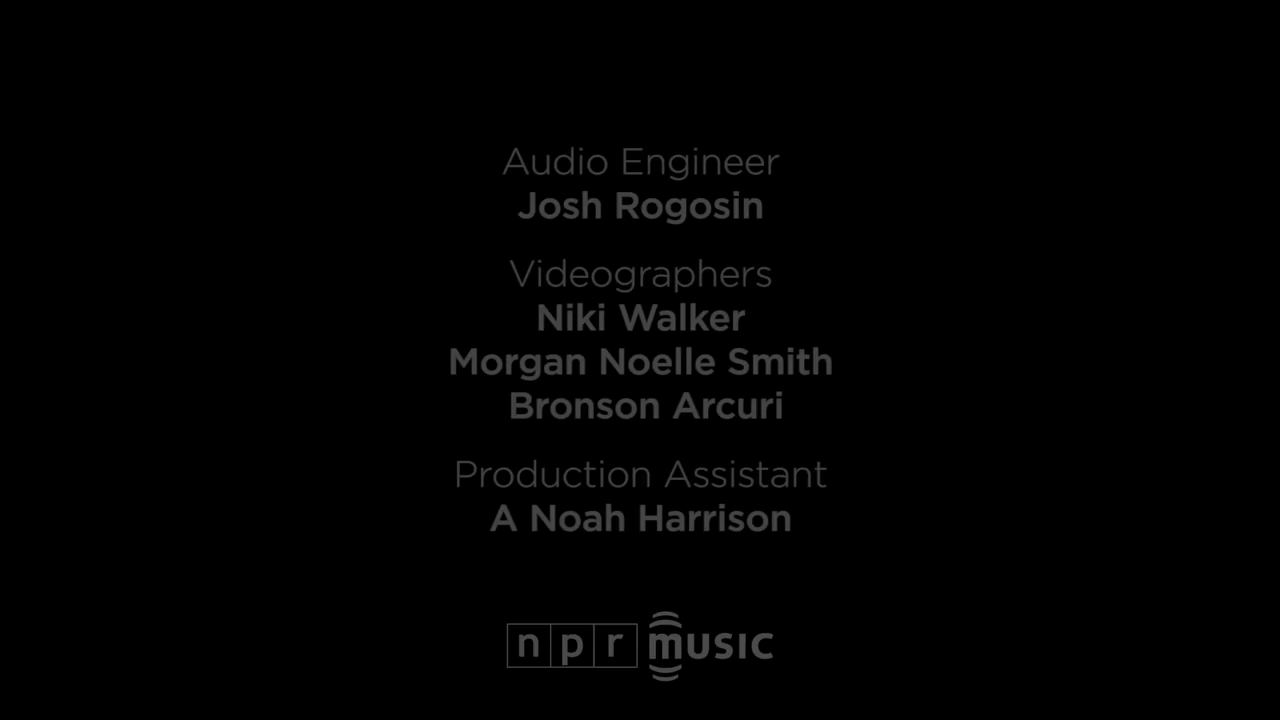 Audio Engineer
Josh Rogosin
Videographers
Niki Walker
Morgan Noelle Smith
Bronson Arcuri
Production Assistant
A Noah Harrison
npr music